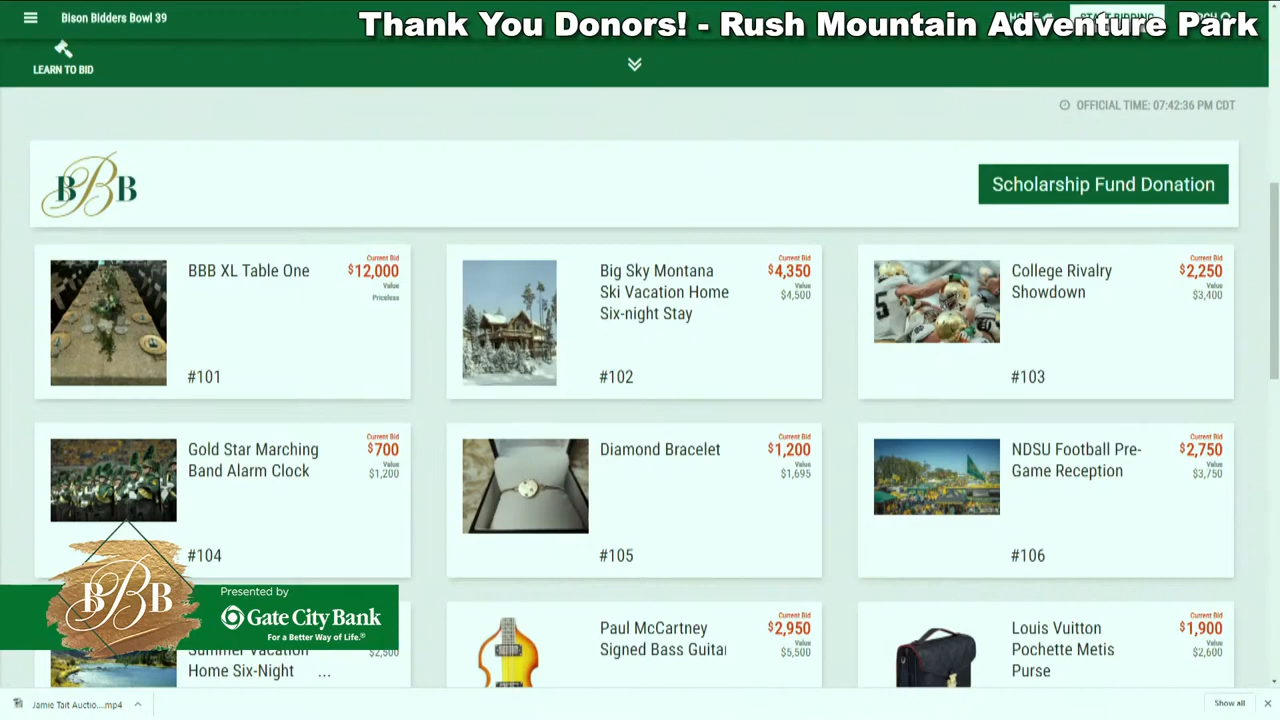 Bison Bidders Bowl 39
Thank You Donors! - Rush Mountain Adventure Park
LEARN TO BID
OFFICIAL TIME: 07:42:36 PM CDT
BBB
Scholarship Fund Donation
BBB XL Table One
Current Bid
$12,000
Value
Priceless
#101
Big Sky Montana
Ski Vacation Home
Six-night Stay
Current Bid
$4,350
Value
$4,500
#102
College Rivalry
Showdown
Current Bid
$2,250
Value
$3,400
#103
Gold Star Marching
Band Alarm Clock
Current Bid
$700
Value
$1,200
#104
Diamond Bracelet
Current Bid
$1,200
Value
$1,695
#105
NDSU Football Pre-
Game Reception
Current Bid
$2,750
Value
$3,750
#106
BBB
Presented by
Gate City Bank
For a Better Way of Life.®
Summer Vacation
Home Six-Night ...
$2,500
Paul McCartney
Signed Bass Guitar
Current Bid
$2,950
Value
$5,500
Louis Vuitton
Pochette Metis
Purse
Current Bid
$1,900
Value
$2,600
Jamie Tait Auctio....mp4
Show all